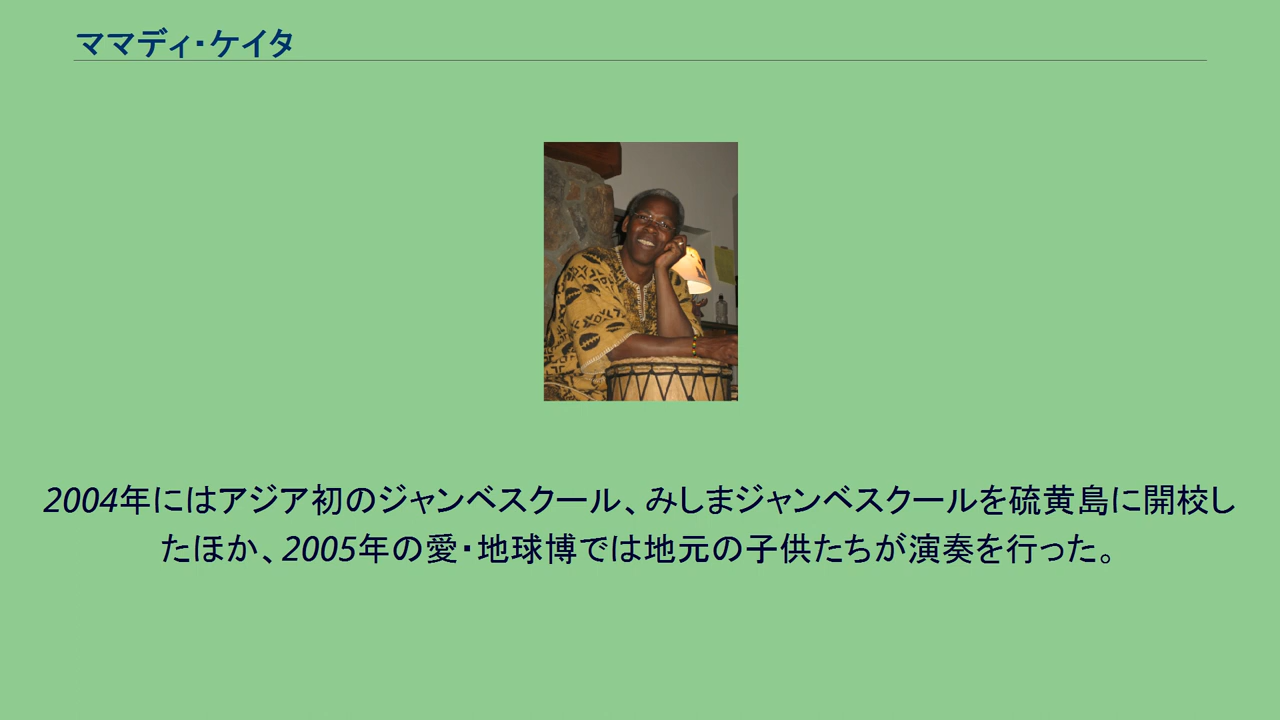 ママディ・ケイタ
2004年にはアジア初のジャンベスクール、みしまジャンベスクールを硫黄島に開校し
たほか、2005年の愛・地球博では地元の子供たちが演奏を行った。